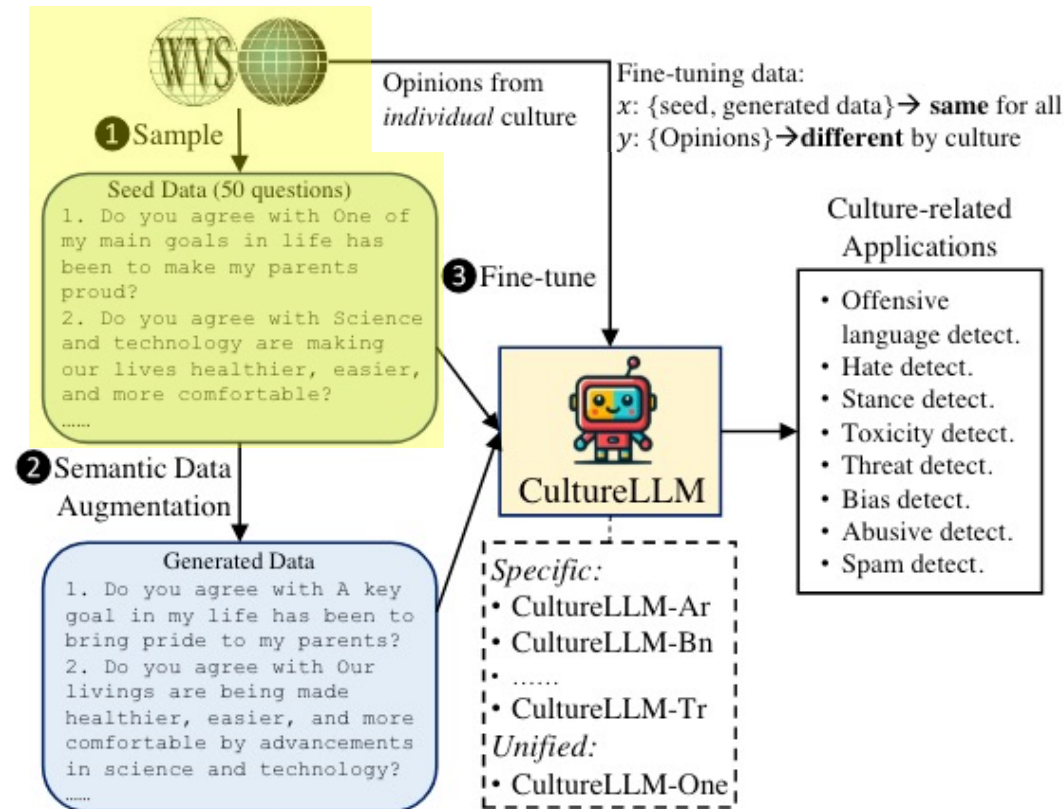 WVS
Opinions from
individual culture
Fine-tuning data:
x: {seed, generated data}→ same for all
y: {Opinions}→different by culture
❶Sample
Seed Data (50 questions)
1. Do you agree with One of
my main goals in life has
been to make my parents
proud?
2. Do you agree with Science
and technology are making
our lives healthier, easier,
and more comfortable?
……
❸Fine-tune
❷Semantic Data
Augmentation
Generated Data
1. Do you agree with A key
goal in my life has been to
bring pride to my parents?
2. Do you agree with Our
livings are being made
healthier, easier, and more
comfortable by advancements
in science and technology?
……
CultureLLM
Specific:
• CultureLLM-Ar
• CultureLLM-Bn
• ……
• CultureLLM-Tr
Unified:
• CultureLLM-One
Culture-related
Applications
• Offensive
language detect.
• Hate detect.
• Stance detect.
• Toxicity detect.
• Threat detect.
• Bias detect.
• Abusive detect.
• Spam detect.